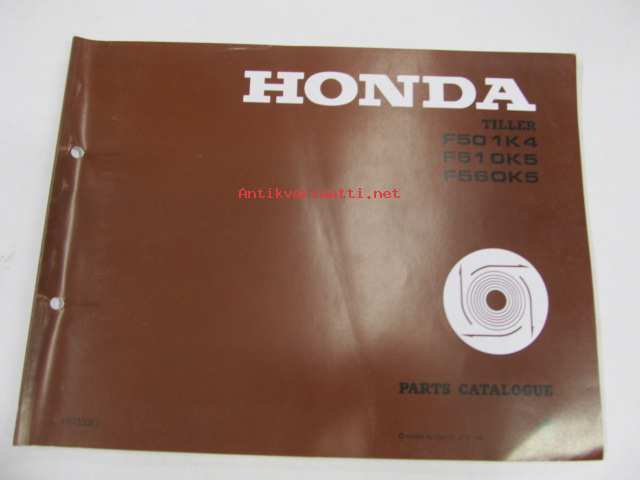 HONDA
TILLER
F501K4
F510K5
F560K5
Antikvariaatti.net
PARTS CATALOGUE